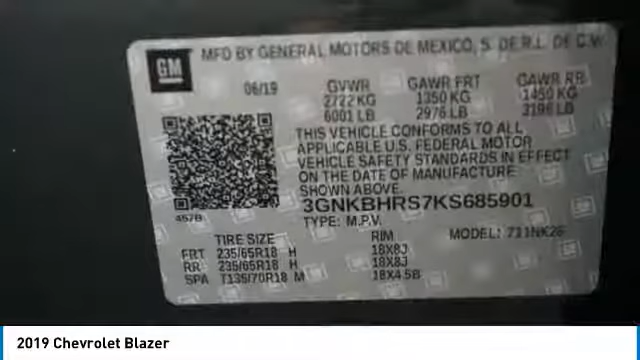 GM
MFD BY GENERAL MOTORS DE MEXICO, S. DE R.L. DE C.V.
06/19 GVWR GAWR FRT GAWR RR
2722 KG 1350 KG 1450 KG
6001 LB 2976 LB 3196 LB
THIS VEHICLE CONFORMS TO ALL
APPLICABLE U.S. FEDERAL MOTOR
VEHICLE SAFETY STANDARDS IN EFFECT
ON THE DATE OF MANUFACTURE
SHOWN ABOVE.
3GNKBHRS7KS685901
457B
TYPE: M.P.V.
TIRE SIZE RIM MODEL:
FRT 235/65R18 H 18X8J
RR 235/65R18 H 18X8J
SPA T135/70R18 M 18X4.5B
2019 Chevrolet Blazer